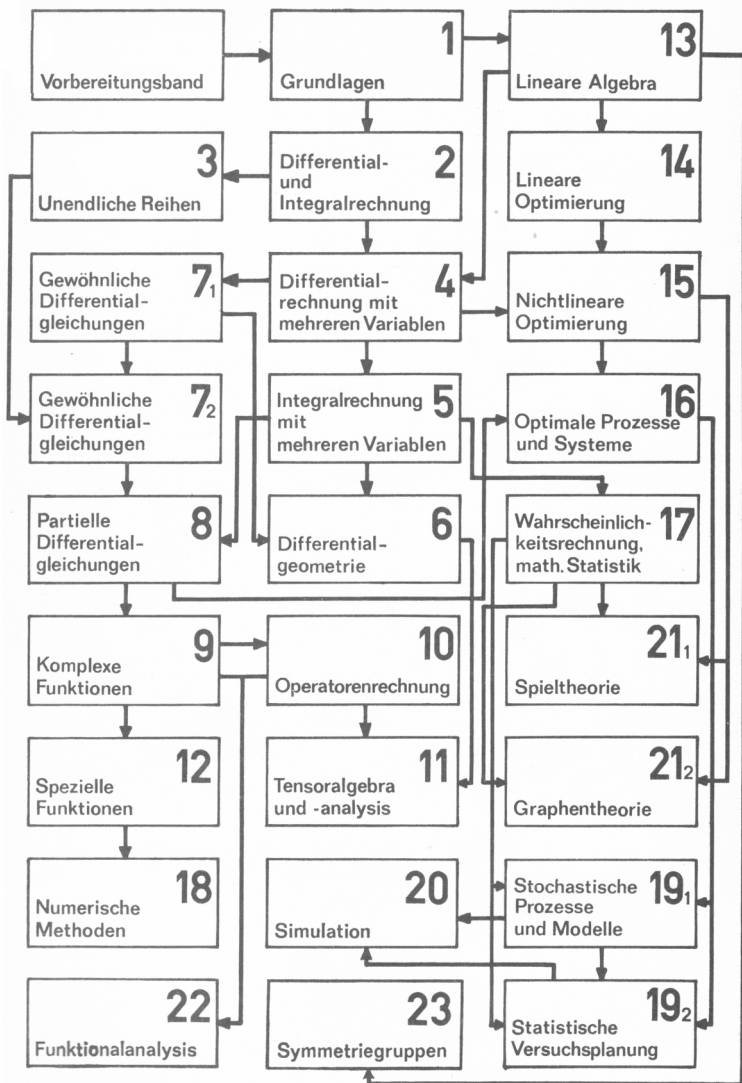 Vorbereitungsband
1
Grundlagen
13
Lineare Algebra
3
Unendliche Reihen
2
Differential-
und
Integralrechnung
14
Lineare
Optimierung
7₁
Gewöhnliche
Differential-
gleichungen
4
Differential-
rechnung mit
mehreren Variablen
15
Nichtlineare
Optimierung
7₂
Gewöhnliche
Differential-
gleichungen
5
Integralrechnung
mit
mehreren Variablen
16
Optimale Prozesse
und Systeme
8
Partielle
Differential-
gleichungen
6
Differential-
geometrie
17
Wahrscheinlich-
keitsrechnung,
math. Statistik
9
Komplexe
Funktionen
10
Operatorenrechnung
21₁
Spieltheorie
12
Spezielle
Funktionen
11
Tensoralgebra
und -analysis
21₂
Graphentheorie
18
Numerische
Methoden
20
Simulation
19₁
Stochastische
Prozesse
und Modelle
22
Funktionalanalysis
23
Symmetriegruppen
19₂
Statistische
Versuchsplanung